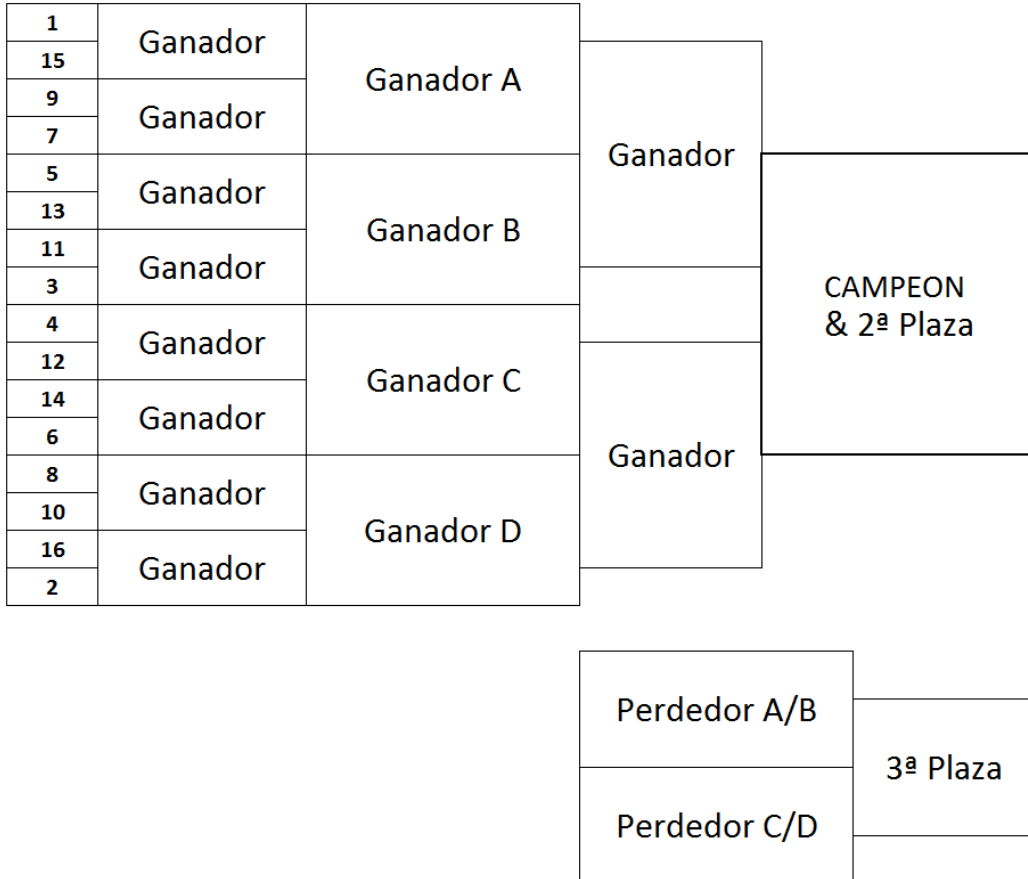 1
15
9
7
5
13
11
3
4
12
14
6
8
10
16
2
Ganador
Ganador
Ganador
Ganador
Ganador
Ganador
Ganador
Ganador
Ganador A
Ganador B
Ganador C
Ganador D
Ganador
Ganador
CAMPEON
& 2ª Plaza
Perdedor A/B
Perdedor C/D
3ª Plaza